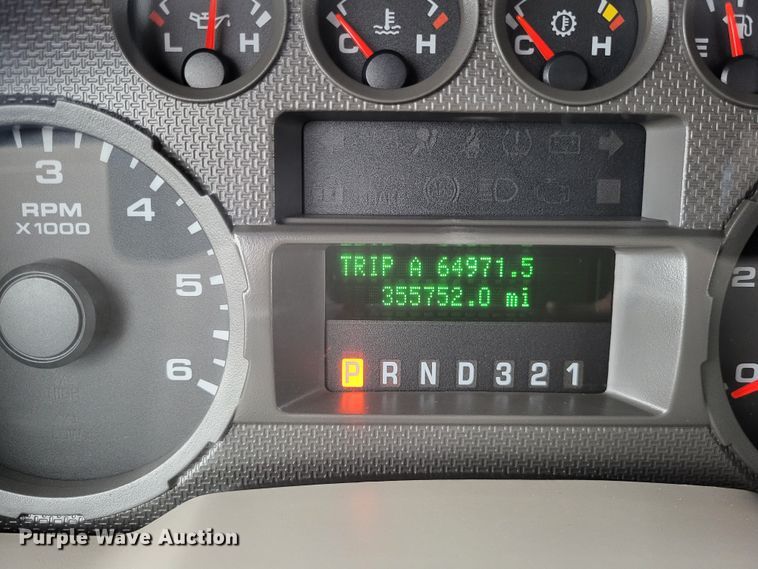 L H
C H
C H
E
3
4
5
6
RPM
X1000
TRIP A 64971.5
355752.0 mi
P R N D 3 2 1
2
0
Purple Wave Auction